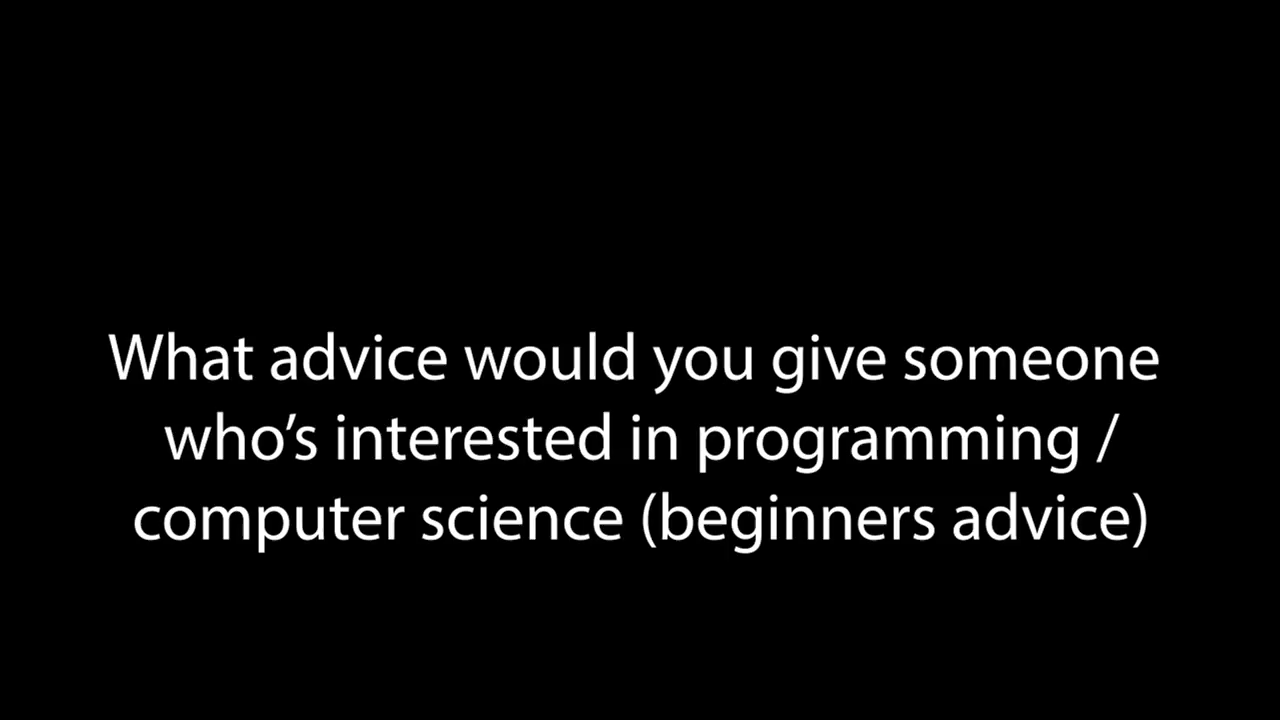 What advice would you give someone
who’s interested in programming /
computer science (beginners advice)